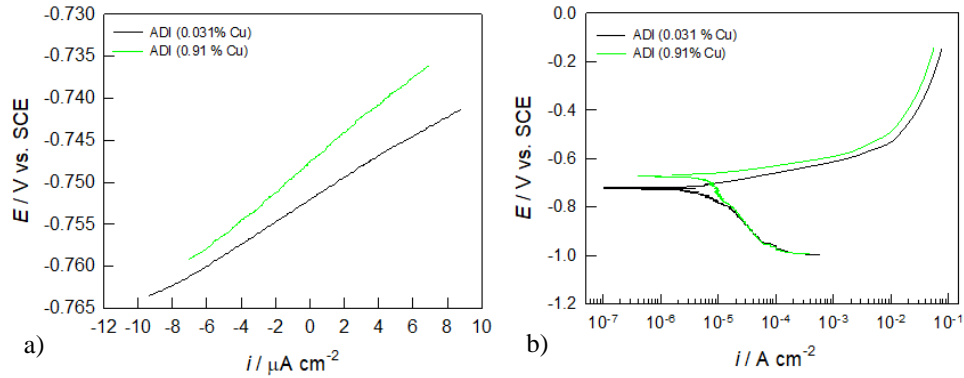 -0.730
-0.735
-0.740
-0.745
-0.750
-0.755
-0.760
-0.765
E / V vs. SCE
ADI (0.031% Cu)
ADI (0.91 % Cu)
-12 -10 -8 -6 -4 -2 0 2 4 6 8 10
i / μA cm⁻²
a)
0.0
-0.2
-0.4
-0.6
-0.8
-1.0
-1.2
E / V vs. SCE
ADI (0.031 % Cu)
ADI (0.91% Cu)
10⁻⁷ 10⁻⁶ 10⁻⁵ 10⁻⁴ 10⁻³ 10⁻² 10⁻¹
i / A cm⁻²
b)